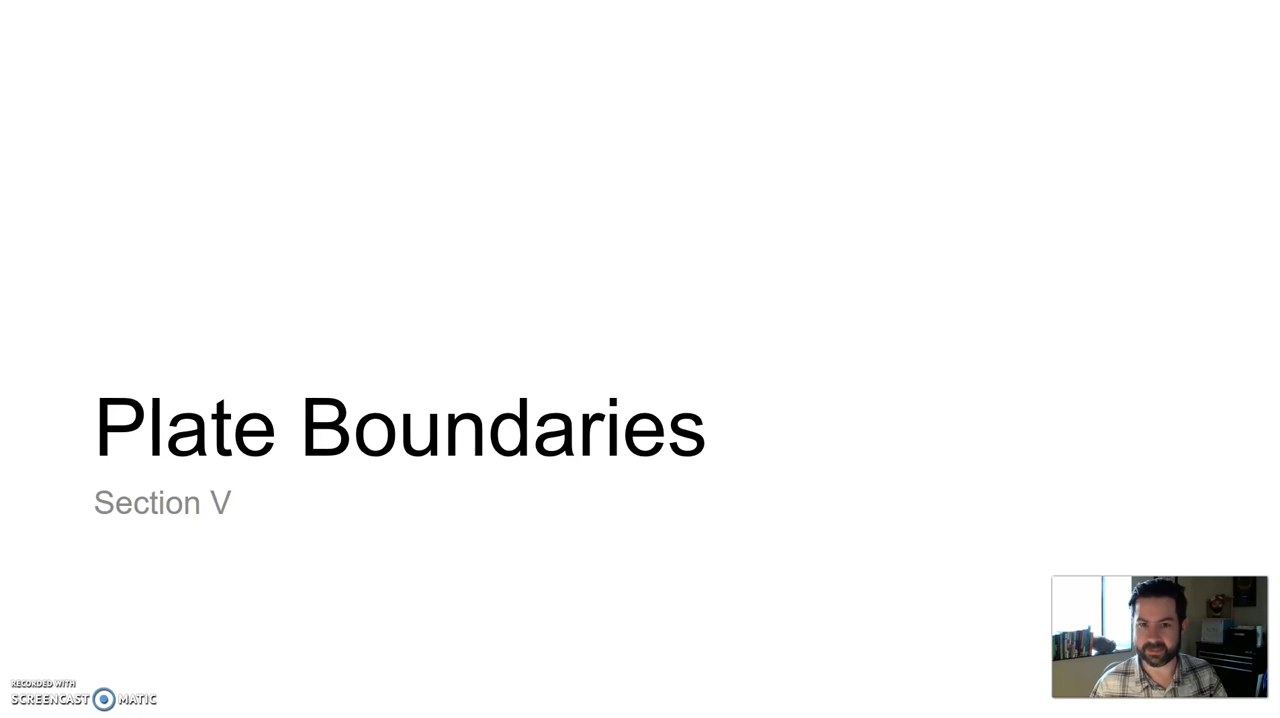 Plate Boundaries
Section V
RECORDED WITH
SCREENCAST MATIC